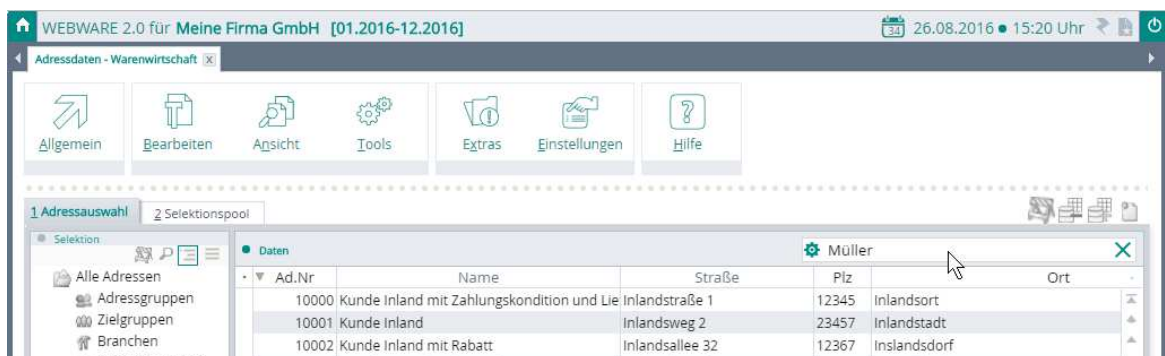 WEBWARE 2.0 für Meine Firma GmbH [01.2016-12.2016] 34 26.08.2016 ● 15:20 Uhr
Adressdaten - Warenwirtschaft x
Allgemein Bearbeiten Ansicht Tools Extras Einstellungen Hilfe
1 Adressauswahl 2 Selektionspool
Selektion
Daten Müller
Alle Adressen
Ad.Nr Name Straße Plz Ort
Adressgruppen
10000 Kunde Inland mit Zahlungskondition und Lie Inlandstraße 1 12345 Inlandsort
Zielgruppen
10001 Kunde Inland Inlandsweg 2 23457 Inlandstadt
Branchen
10002 Kunde Inland mit Rabatt Inlandsallee 32 12367 Inslandsdorf